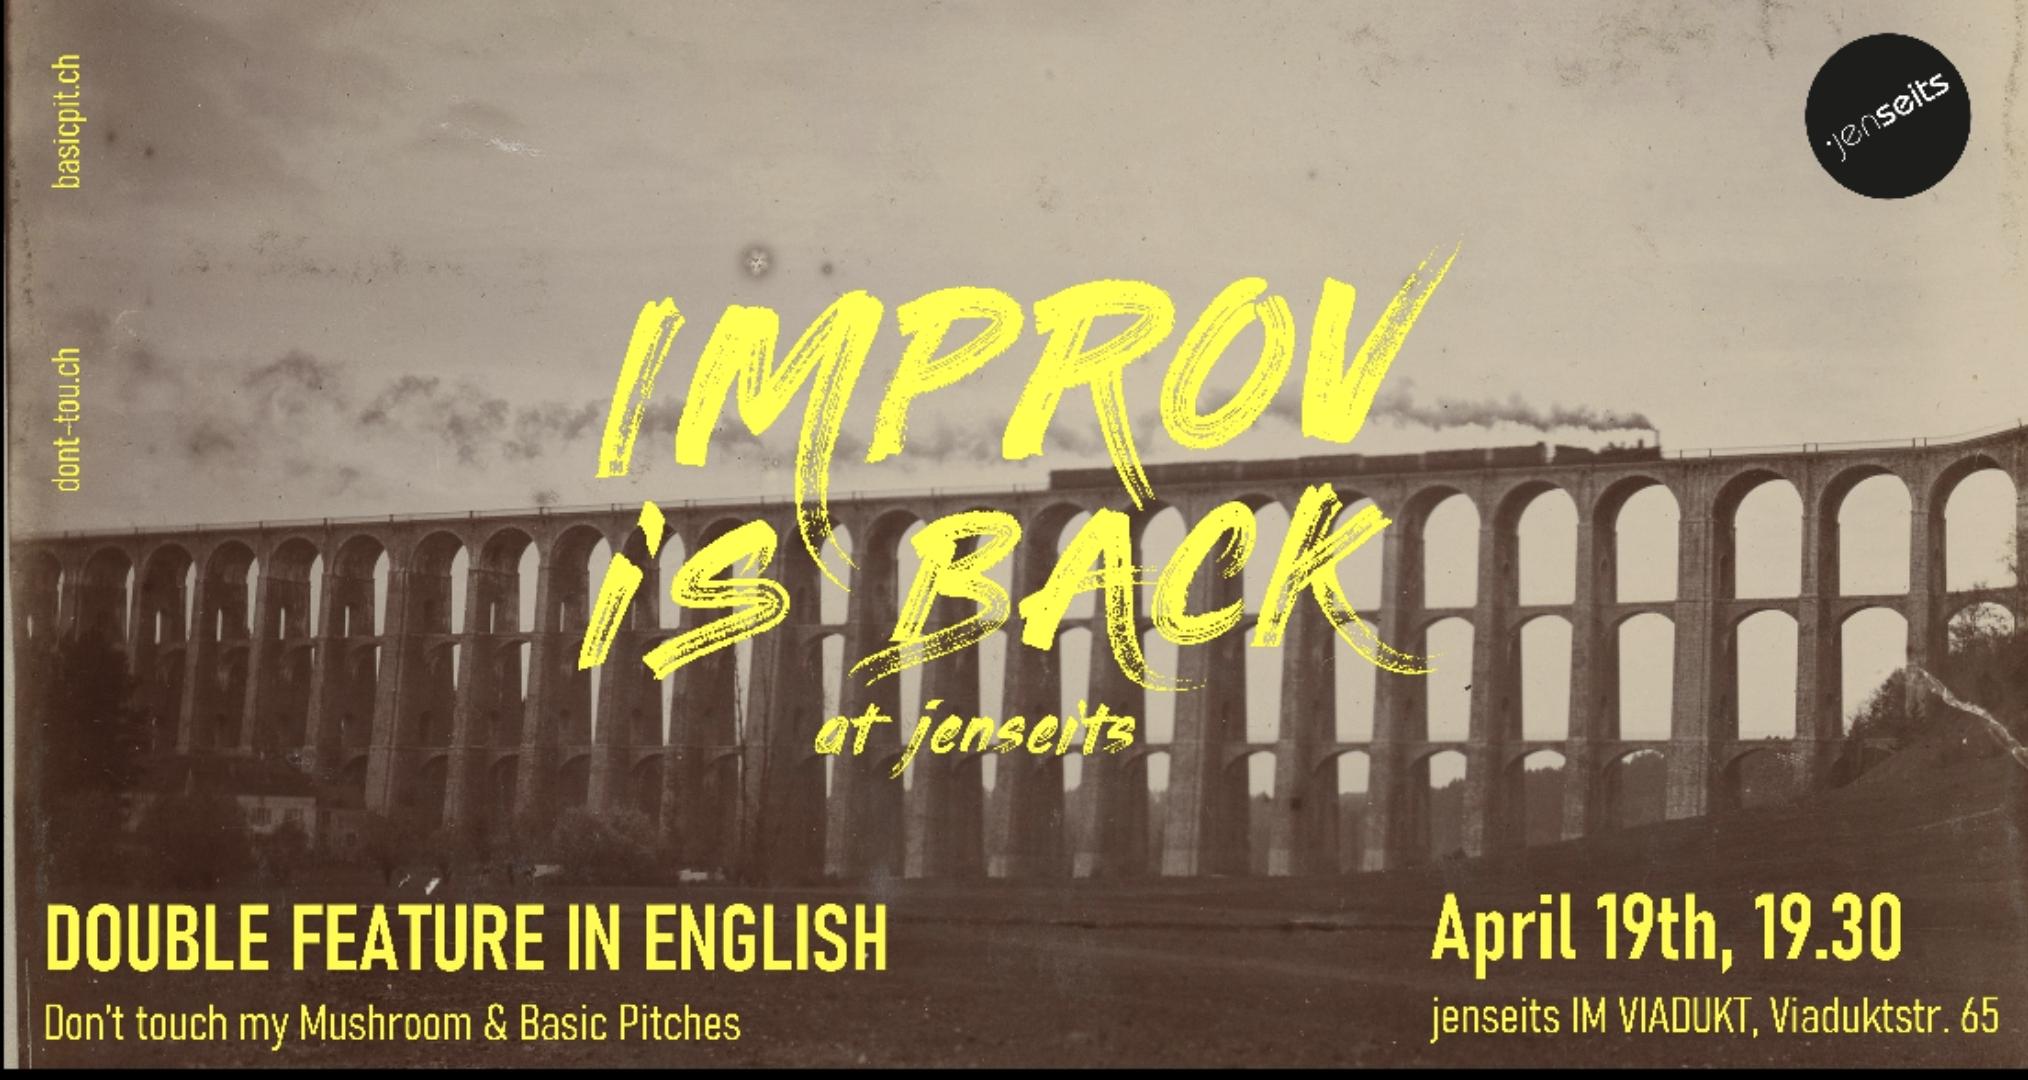 basicpit.ch
dont-tou.ch
jenseits
IMPROV
is BACK
at jenseits
DOUBLE FEATURE IN ENGLISH
Don't touch my Mushroom & Basic Pitches
April 19th, 19.30
jenseits IM VIADUKT, Viaduktstr. 65